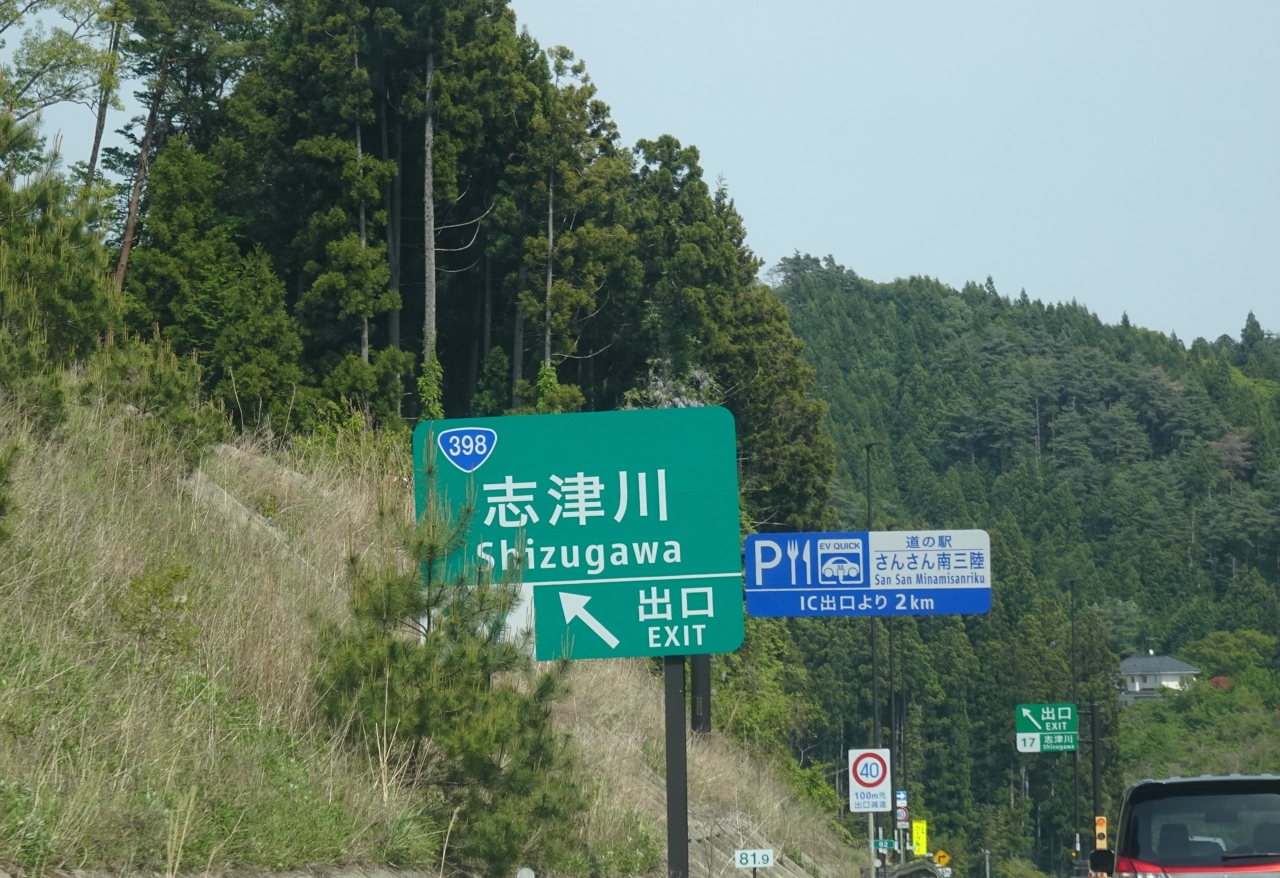 398
志津川
Shizugawa
出口
EXIT
P EV QUICK
道の駅
さんさん南三陸
San San Minamisanriku
IC出口より 2km
出口
EXIT
17 志津川
Shizugawa
40
100m先
出口減速
82
81.9